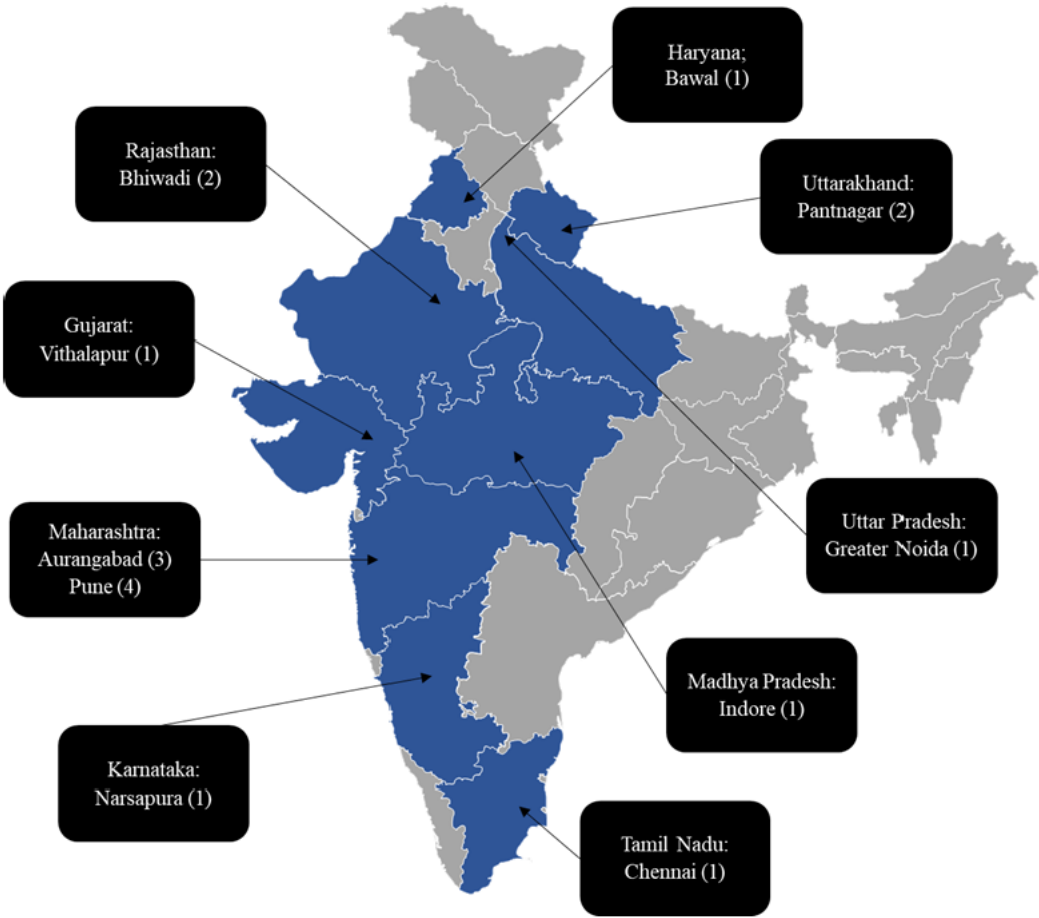 Haryana;
Bawal (1)
Rajasthan:
Bhiwadi (2)
Uttarakhand:
Pantnagar (2)
Gujarat:
Vithalapur (1)
Uttar Pradesh:
Greater Noida (1)
Maharashtra:
Aurangabad (3)
Pune (4)
Madhya Pradesh:
Indore (1)
Karnataka:
Narsapura (1)
Tamil Nadu:
Chennai (1)